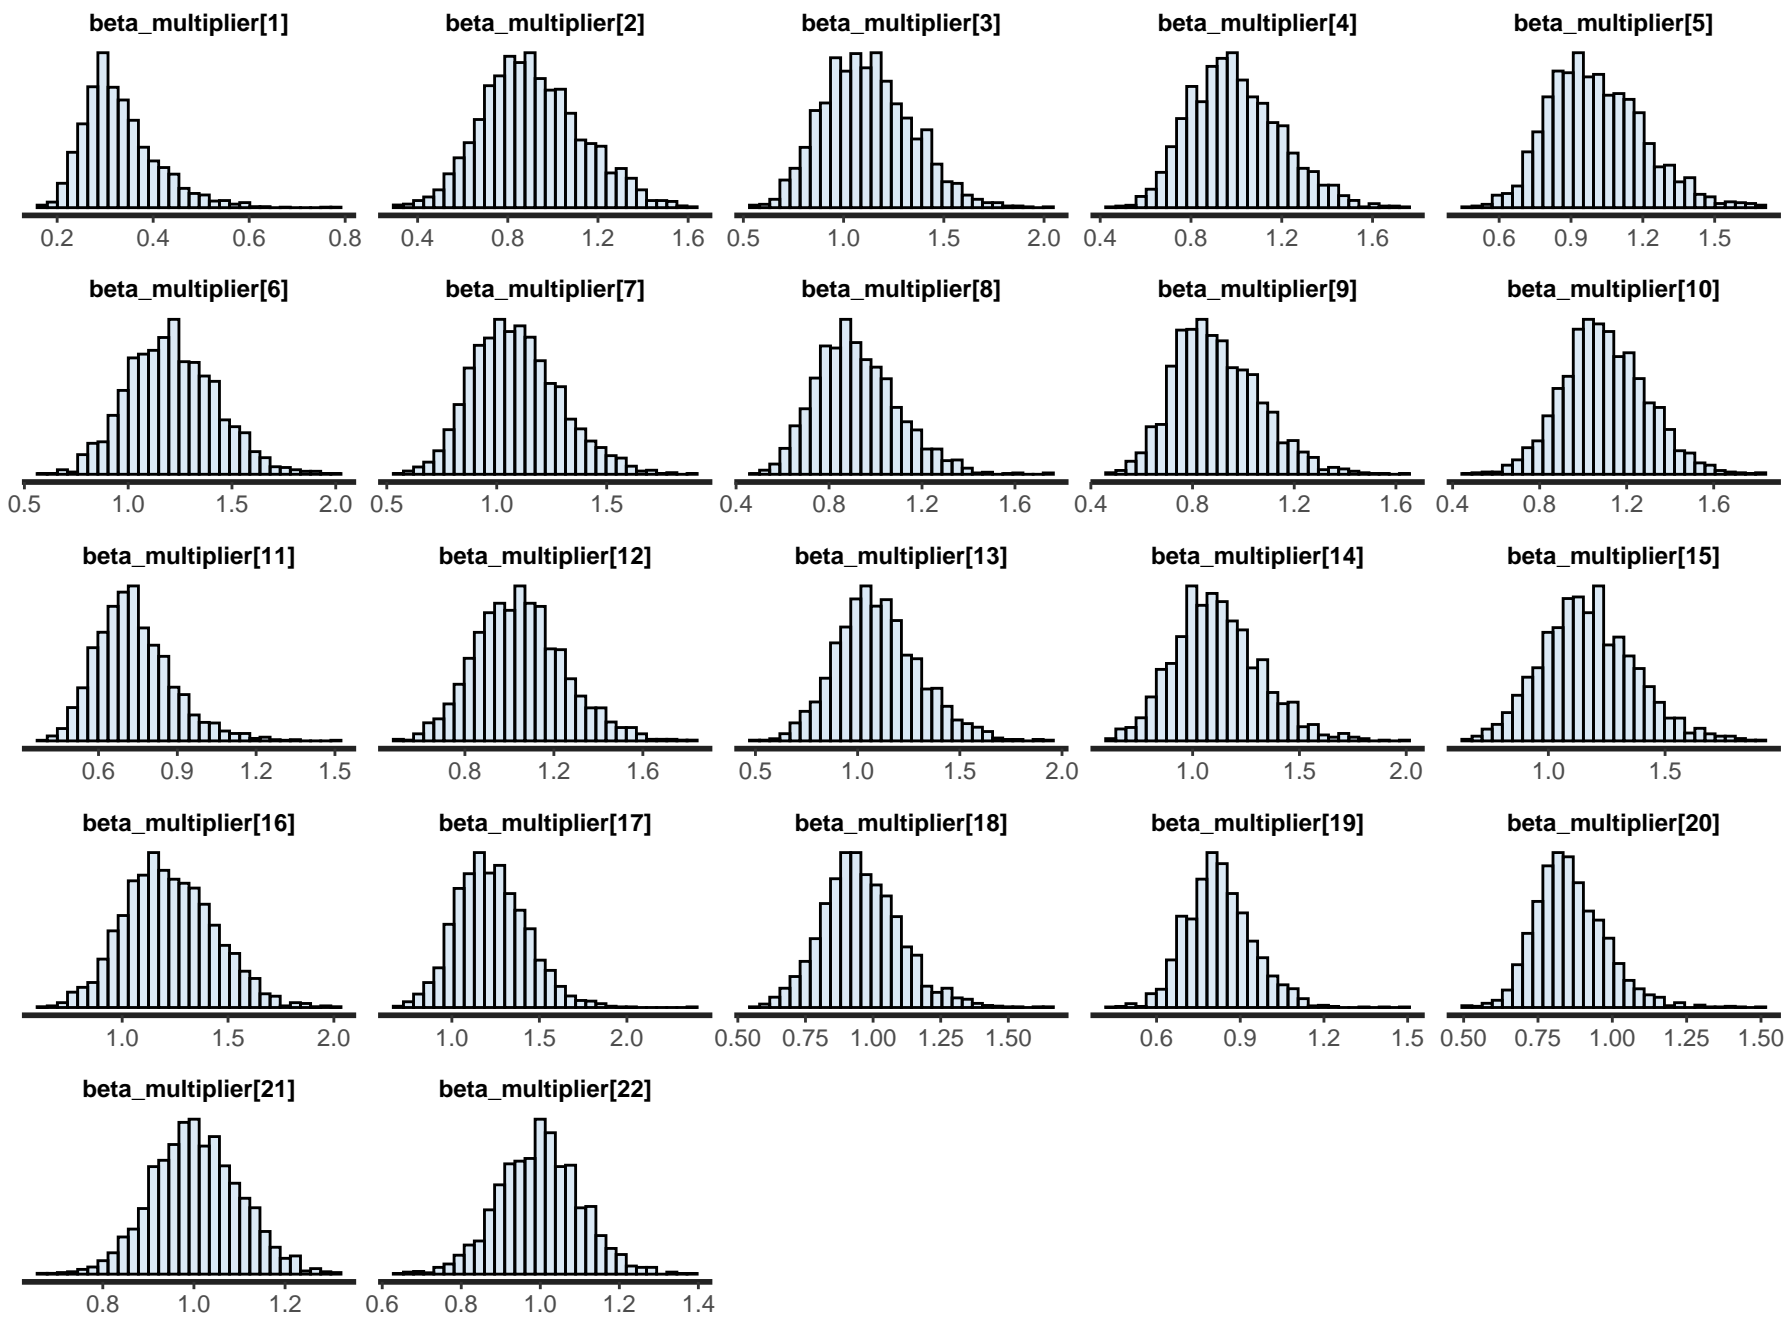 beta_multiplier[1] beta_multiplier[2] beta_multiplier[3] beta_multiplier[4] beta_multiplier[5]
0.2 0.4 0.6 0.8 0.4 0.8 1.2 1.6 0.5 1.0 1.5 2.0 0.4 0.8 1.2 1.6 0.6 0.9 1.2 1.5
beta_multiplier[6] beta_multiplier[7] beta_multiplier[8] beta_multiplier[9] beta_multiplier[10]
0.5 1.0 1.5 2.0 0.5 1.0 1.5 0.4 0.8 1.2 1.6 0.4 0.8 1.2 1.6 0.4 0.8 1.2 1.6
beta_multiplier[11] beta_multiplier[12] beta_multiplier[13] beta_multiplier[14] beta_multiplier[15]
0.6 0.9 1.2 1.5 0.8 1.2 1.6 0.5 1.0 1.5 2.0 1.0 1.5 2.0 1.0 1.5
beta_multiplier[16] beta_multiplier[17] beta_multiplier[18] beta_multiplier[19] beta_multiplier[20]
1.0 1.5 2.0 1.0 1.5 2.0 0.50 0.75 1.00 1.25 1.50 0.6 0.9 1.2 1.5 0.50 0.75 1.00 1.25 1.50
beta_multiplier[21] beta_multiplier[22]
0.8 1.0 1.2 0.6 0.8 1.0 1.2 1.4